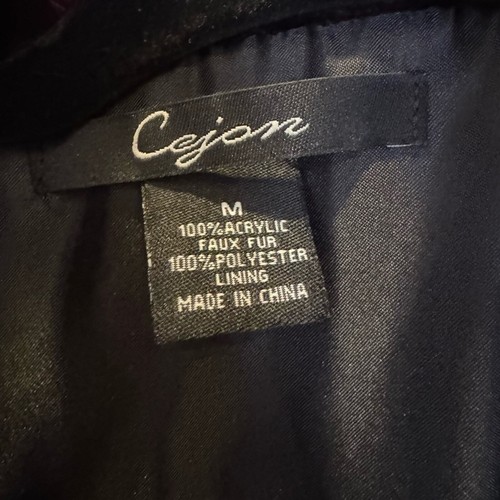 Cejon
M
100%ACRYLIC
FAUX FUR
100%POLYESTER
LINING
MADE IN CHINA